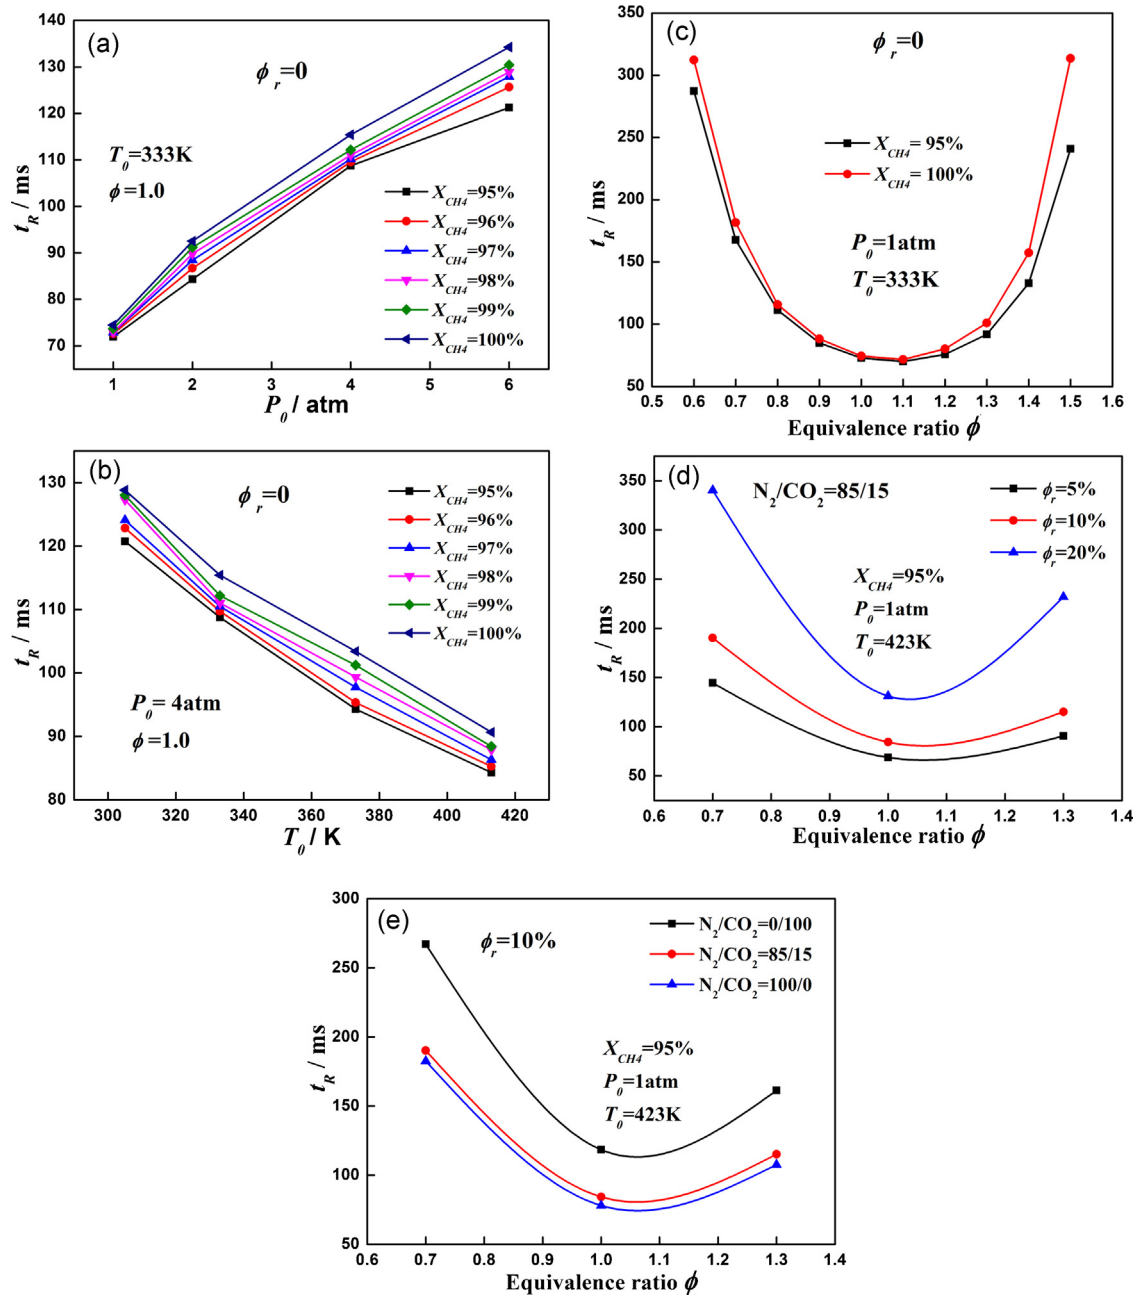 (a)
ϕr=0
T0=333K
ϕ=1.0
XCH4=95%
XCH4=96%
XCH4=97%
XCH4=98%
XCH4=99%
XCH4=100%
140
130
120
110
100
90
80
70
tR / ms
1 2 3 4 5 6
P0 / atm
(c)
ϕr=0
XCH4= 95%
XCH4= 100%
P0=1atm
T0=333K
350
300
250
200
150
100
50
tR / ms
0.5 0.6 0.7 0.8 0.9 1.0 1.1 1.2 1.3 1.4 1.5 1.6
Equivalence ratio ϕ
(b)
ϕr=0
XCH4=95%
XCH4=96%
XCH4=97%
XCH4=98%
XCH4=99%
XCH4=100%
P0= 4atm
ϕ=1.0
130
120
110
100
90
80
tR / ms
300 320 340 360 380 400 420
T0 / K
(d)
N2/CO2=85/15
ϕr=5%
ϕr=10%
ϕr=20%
XCH4=95%
P0=1atm
T0=423K
350
300
250
200
150
100
50
tR / ms
0.6 0.7 0.8 0.9 1.0 1.1 1.2 1.3 1.4
Equivalence ratio ϕ
(e)
ϕr=10%
N2/CO2=0/100
N2/CO2=85/15
N2/CO2=100/0
XCH4=95%
P0=1atm
T0=423K
300
250
200
150
100
50
tR / ms
0.6 0.7 0.8 0.9 1.0 1.1 1.2 1.3 1.4
Equivalence ratio ϕ